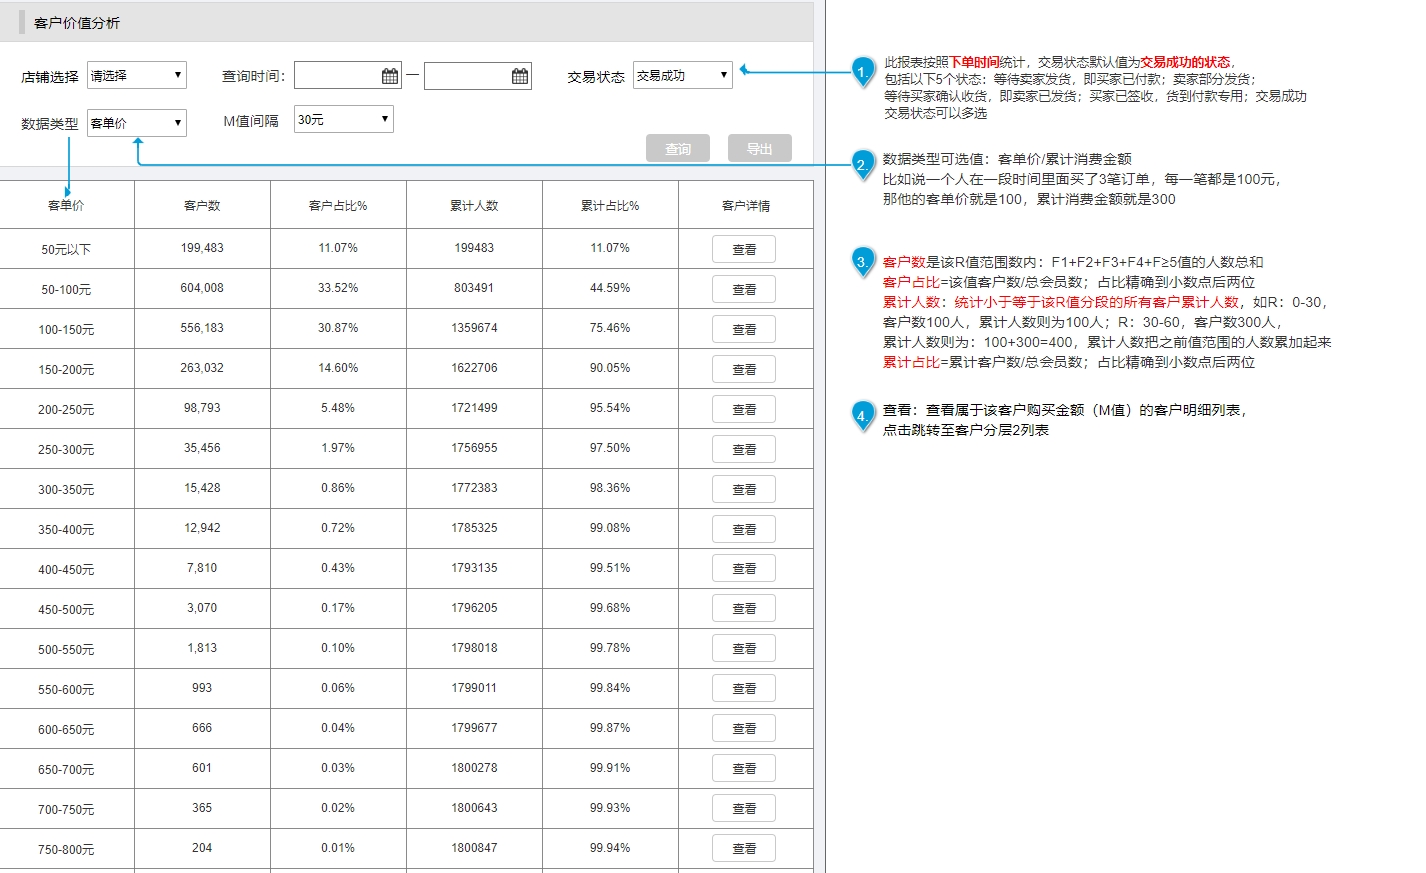 客户价值分析
店铺选择 请选择 查询时间： — 交易状态 交易成功
数据类型 客单价 M值间隔 30元
查询 导出
客单价 客户数 客户占比% 累计人数 累计占比% 客户详情
50元以下 199,483 11.07% 199483 11.07% 查看
50-100元 604,008 33.52% 803491 44.59% 查看
100-150元 556,183 30.87% 1359674 75.46% 查看
150-200元 263,032 14.60% 1622706 90.05% 查看
200-250元 98,793 5.48% 1721499 95.54% 查看
250-300元 35,456 1.97% 1756955 97.50% 查看
300-350元 15,428 0.86% 1772383 98.36% 查看
350-400元 12,942 0.72% 1785325 99.08% 查看
400-450元 7,810 0.43% 1793135 99.51% 查看
450-500元 3,070 0.17% 1796205 99.68% 查看
500-550元 1,813 0.10% 1798018 99.78% 查看
550-600元 993 0.06% 1799011 99.84% 查看
600-650元 666 0.04% 1799677 99.87% 查看
650-700元 601 0.03% 1800278 99.91% 查看
700-750元 365 0.02% 1800643 99.93% 查看
750-800元 204 0.01% 1800847 99.94% 查看
1. 此报表按照下单时间统计，交易状态默认值为交易成功的状态，
包括以下5个状态：等待卖家发货，即买家已付款；卖家部分发货；
等待买家确认收货，即卖家已发货；买家已签收，货到付款专用；交易成功
交易状态可以多选
2. 数据类型可选值：客单价/累计消费金额
比如说一个人在一段时间里面买了3笔订单，每一笔都是100元，
那他的客单价就是100，累计消费金额就是300
3. 客户数是该R值范围数内：F1+F2+F3+F4+F≥5值的人数总和
客户占比=该值客户数/总会员数；占比精确到小数点后两位
累计人数：统计小于等于该R值分段的所有客户累计人数，如R：0-30，
客户数100人，累计人数则为100人；R：30-60，客户数300人，
累计人数则为：100+300=400，累计人数把之前值范围的人数累加起来
累计占比=累计客户数/总会员数；占比精确到小数点后两位
4. 查看：查看属于该客户购买金额（M值）的客户明细列表，
点击跳转至客户分层2列表